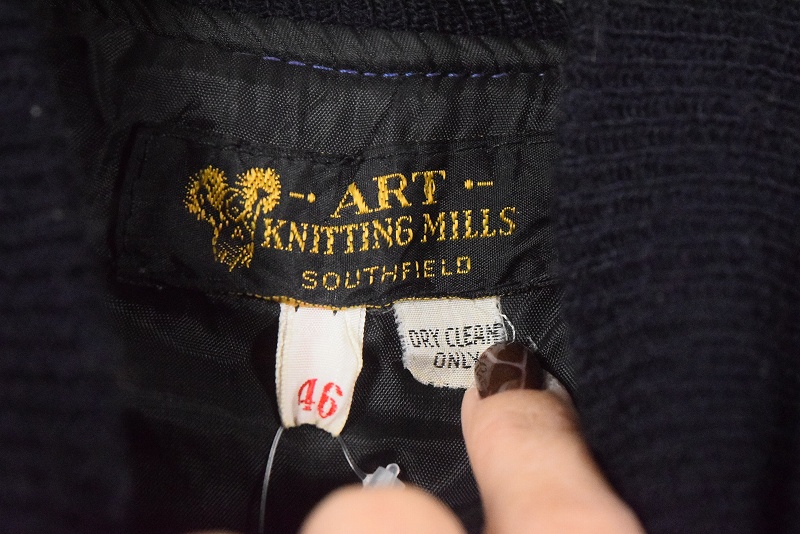 ART
KNITTING MILLS
SOUTHFIELD
46
DRY CLEAN
ONLY